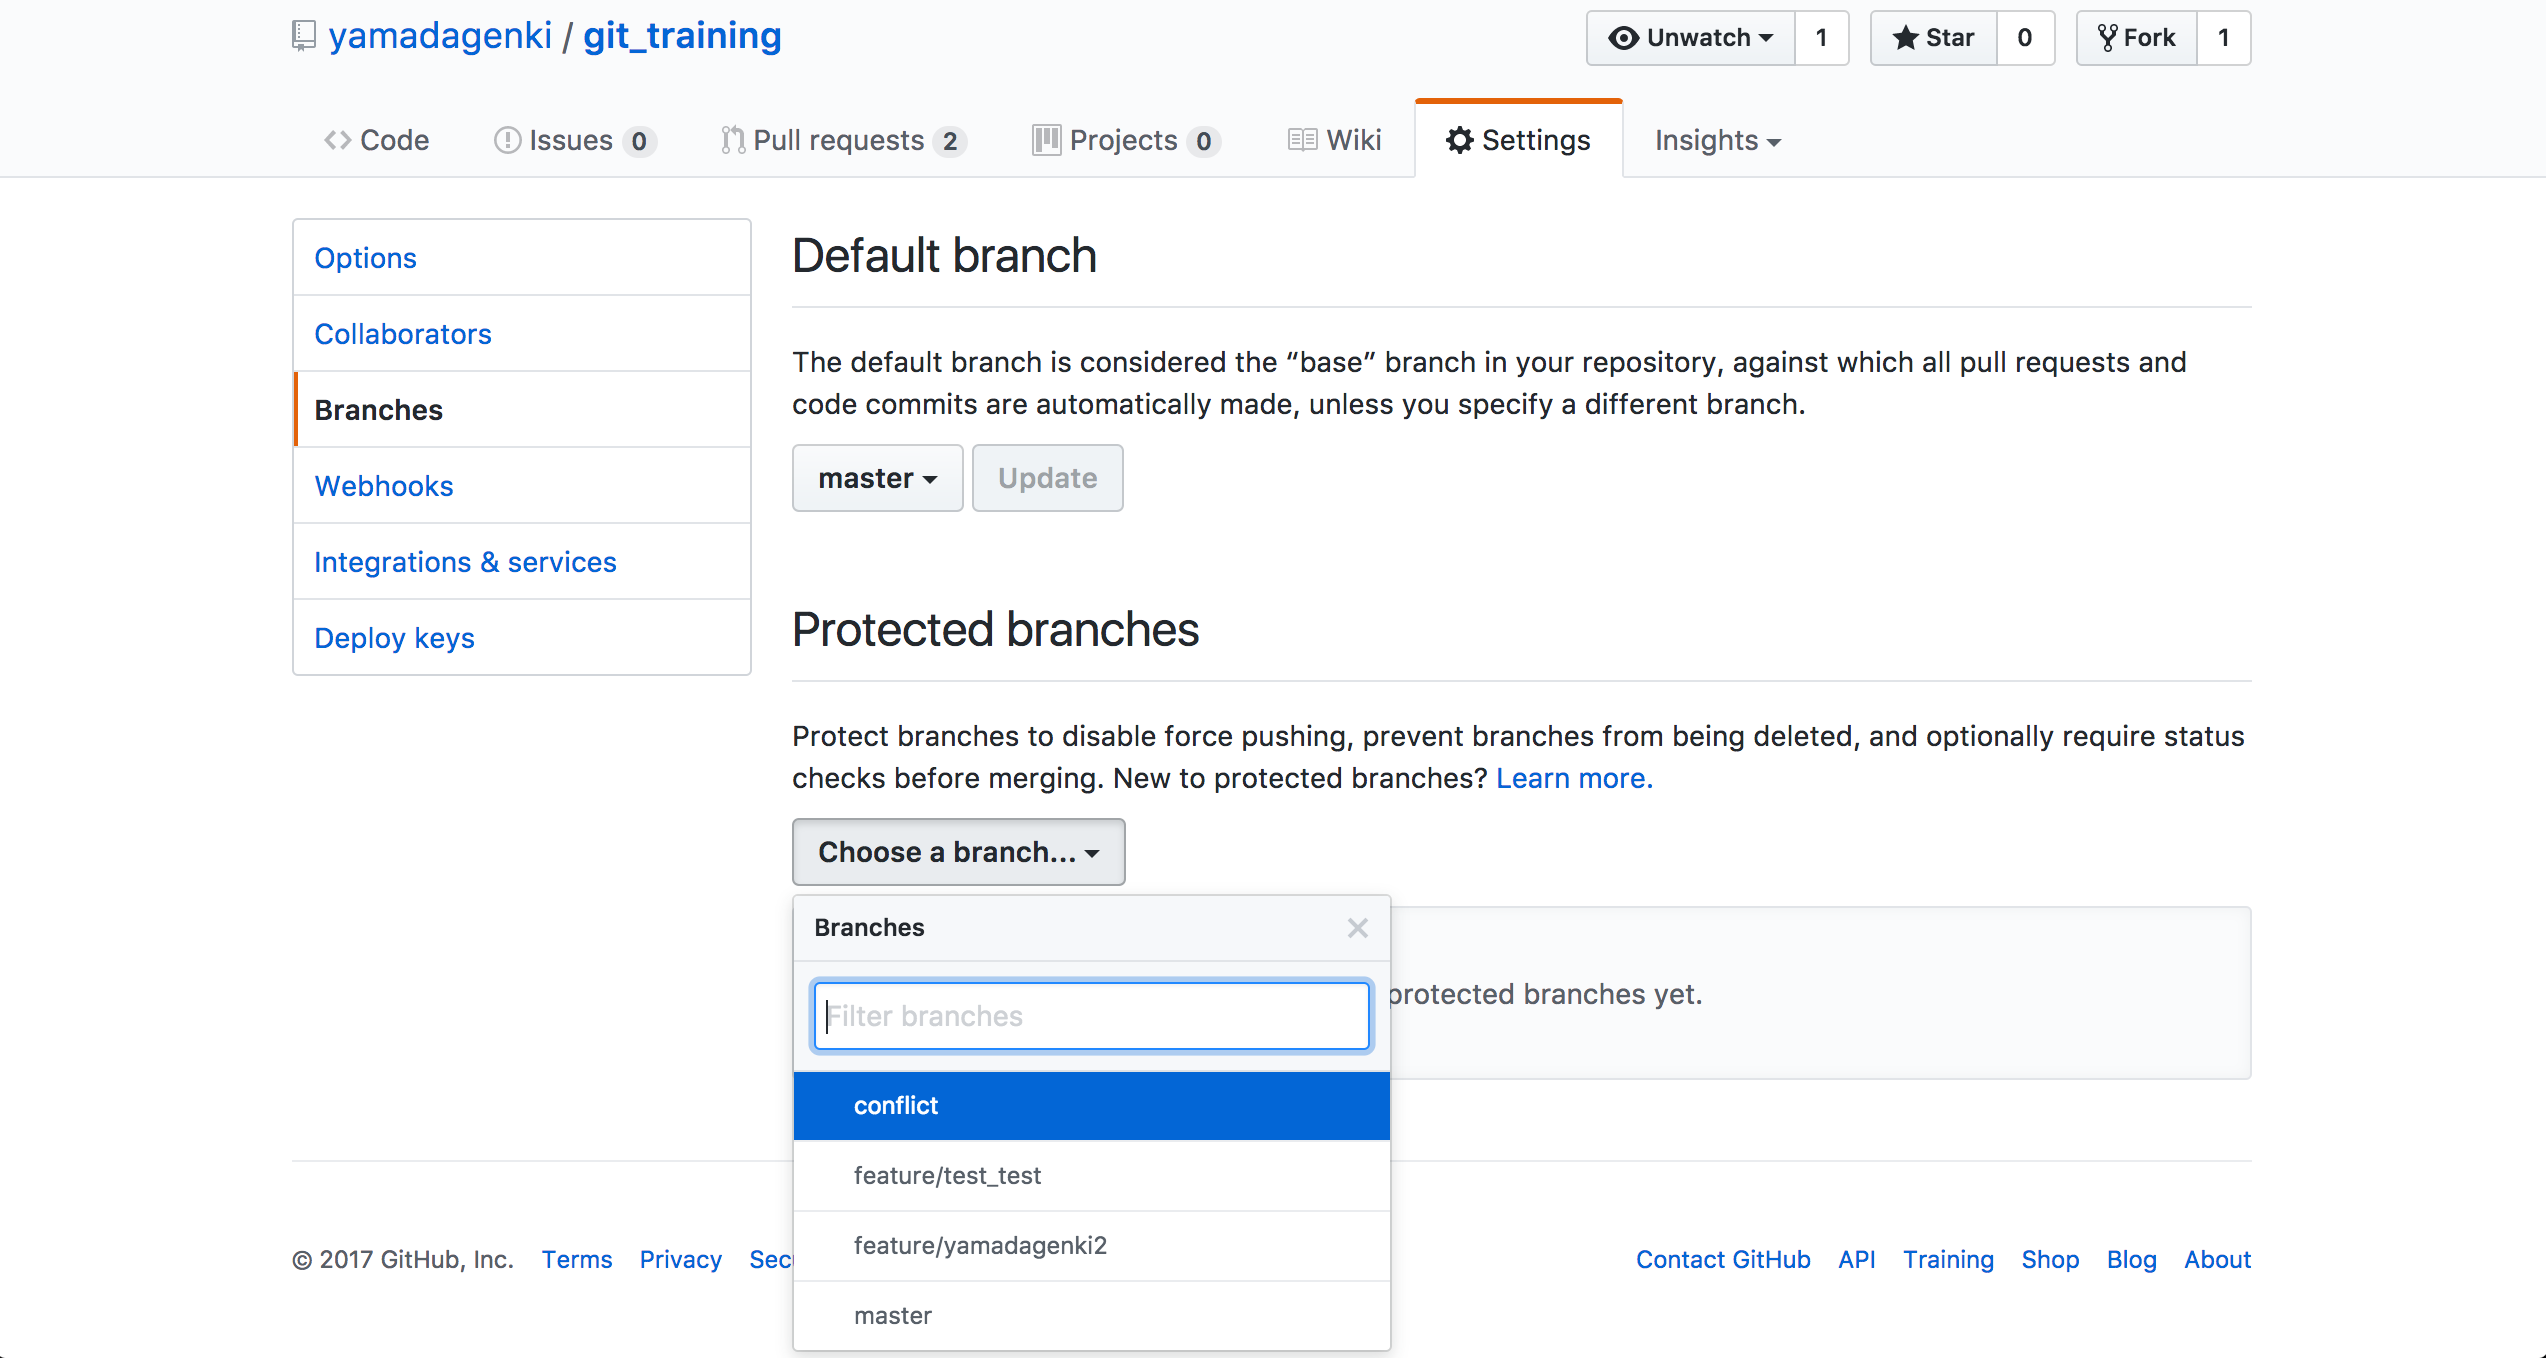 yamadagenki / git_training
Unwatch 1 Star 0 Fork 1
Code Issues 0 Pull requests 2 Projects 0 Wiki Settings Insights
Options
Collaborators
Branches
Webhooks
Integrations & services
Deploy keys
Default branch
The default branch is considered the “base” branch in your repository, against which all pull requests and
code commits are automatically made, unless you specify a different branch.
master Update
Protected branches
Protect branches to disable force pushing, prevent branches from being deleted, and optionally require status
checks before merging. New to protected branches? Learn more.
Choose a branch...
Branches
Filter branches
protected branches yet.
conflict
feature/test_test
feature/yamadagenki2
master
© 2017 GitHub, Inc. Terms Privacy
Contact GitHub API Training Shop Blog About